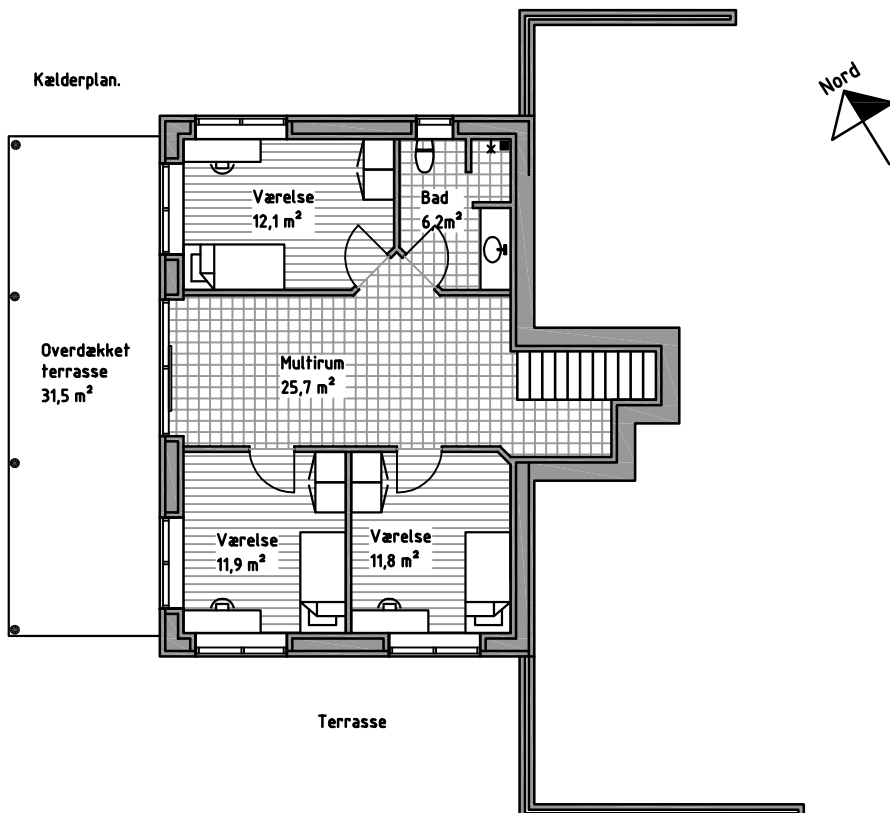 Kælderplan.
Nord
Værelse
12,1 m²
Bad
6,2m²
Overdækket
terrasse
31,5 m²
Multirum
25,7 m²
Værelse
11,9 m²
Værelse
11,8 m²
Terrasse